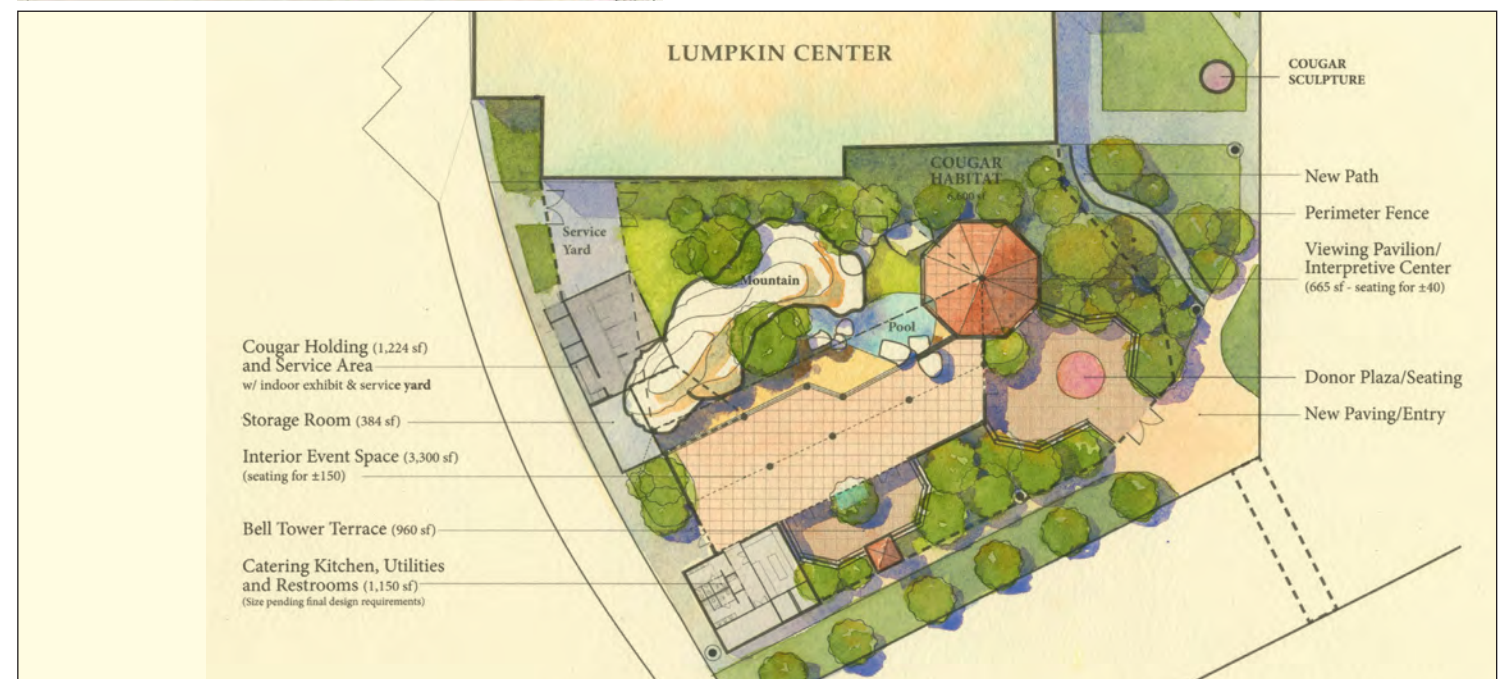 LUMPKIN CENTER
COUGAR
SCULPTURE
COUGAR
HABITAT
6,600 sf
New Path
Perimeter Fence
Service
Yard
Viewing Pavilion/
Interpretive Center
(665 sf - seating for ±40)
Mountain
Pool
Cougar Holding (1,224 sf)
and Service Area
w/ indoor exhibit & service yard
Donor Plaza/Seating
Storage Room (384 sf)
New Paving/Entry
Interior Event Space (3,300 sf)
(seating for ±150)
Bell Tower Terrace (960 sf)
Catering Kitchen, Utilities
and Restrooms (1,150 sf)
(Size pending final design requirements)